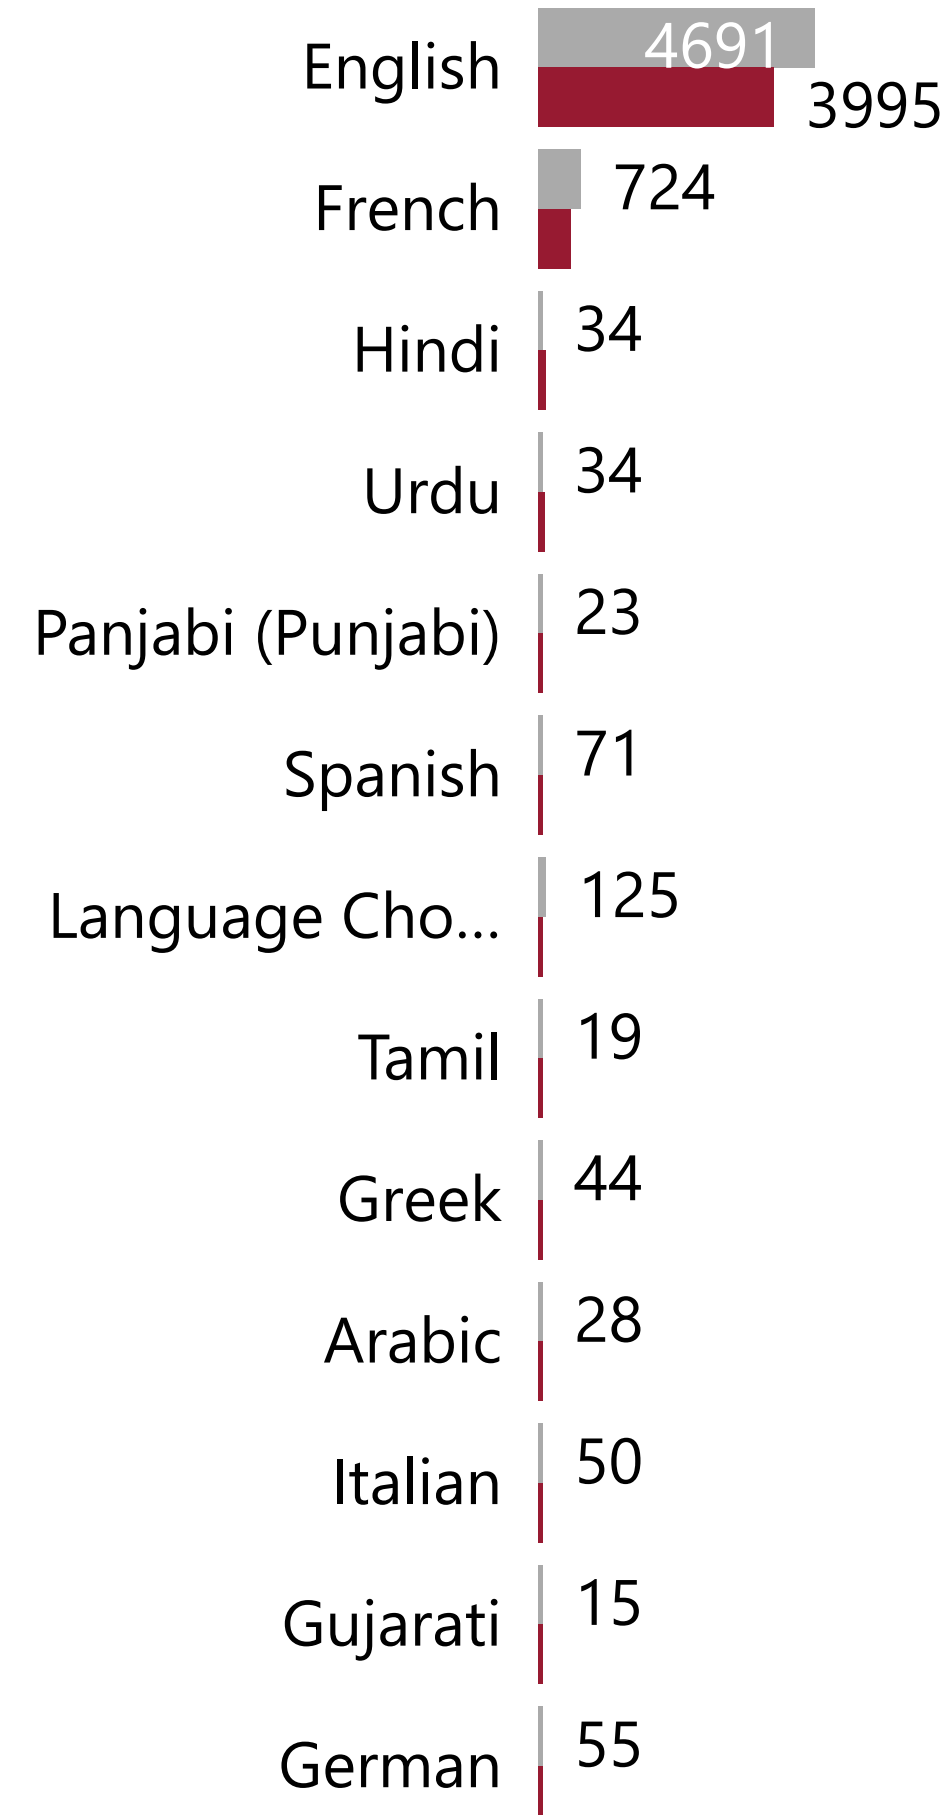 English 4691
3995
French 724
Hindi 34
Urdu 34
Panjabi (Punjabi) 23
Spanish 71
Language Cho... 125
Tamil 19
Greek 44
Arabic 28
Italian 50
Gujarati 15
German 55